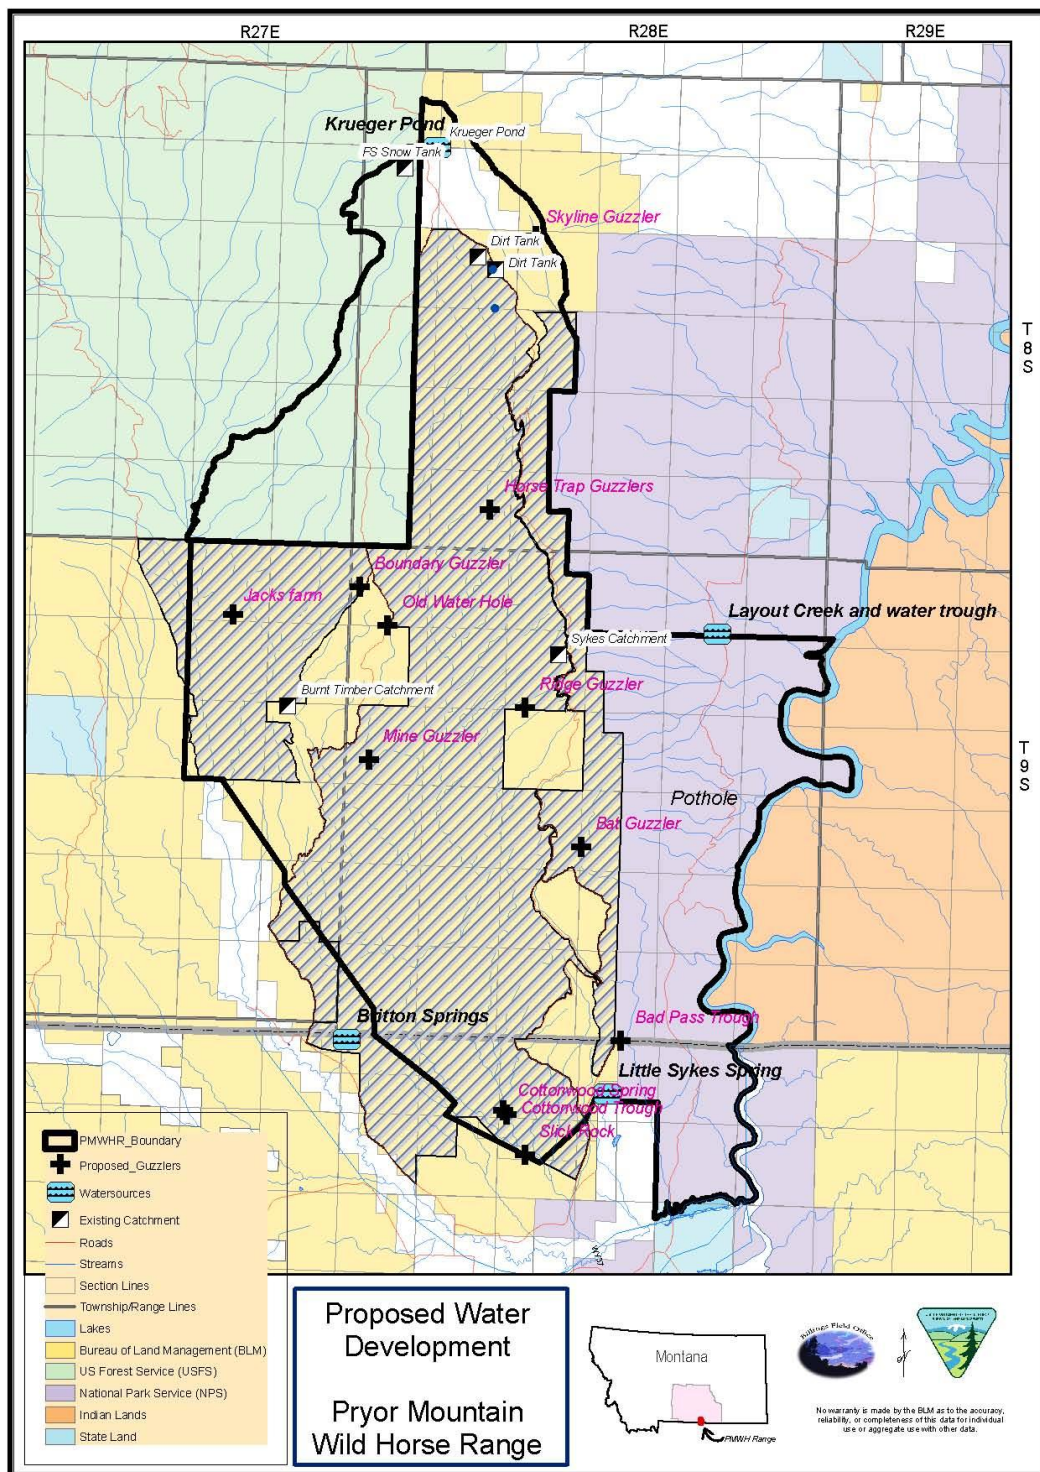 R27E
R28E
R29E
Krueger Pond
Krueger Pond
FS Snow Tank
Skyline Guzzler
Dirt Tank
Dirt Tank
T
8
S
Horse Trap Guzzlers
Boundary Guzzler
Jacks farm
Old Water Hole
Layout Creek and water trough
Sykes Catchment
Ridge Guzzler
Burnt Timber Catchment
Mine Guzzler
T
9
S
Pothole
Bat Guzzler
Britton Springs
Bad Pass Trough
Little Sykes Spring
Cottonwood Spring
Cottonwood Trough
Slick Rock
PMWHR_Boundary
Proposed_Guzzlers
Watersources
Existing Catchment
Roads
Streams
Section Lines
Township/Range Lines
Lakes
Bureau of Land Management (BLM)
US Forest Service (USFS)
National Park Service (NPS)
Indian Lands
State Land
Proposed Water
Development
Pryor Mountain
Wild Horse Range
Montana
PMWH Range
Billings Field Office
N
No warranty is made by the BLM as to the accuracy,
reliability, or completeness of this data for individual
use or aggregate use with other data.